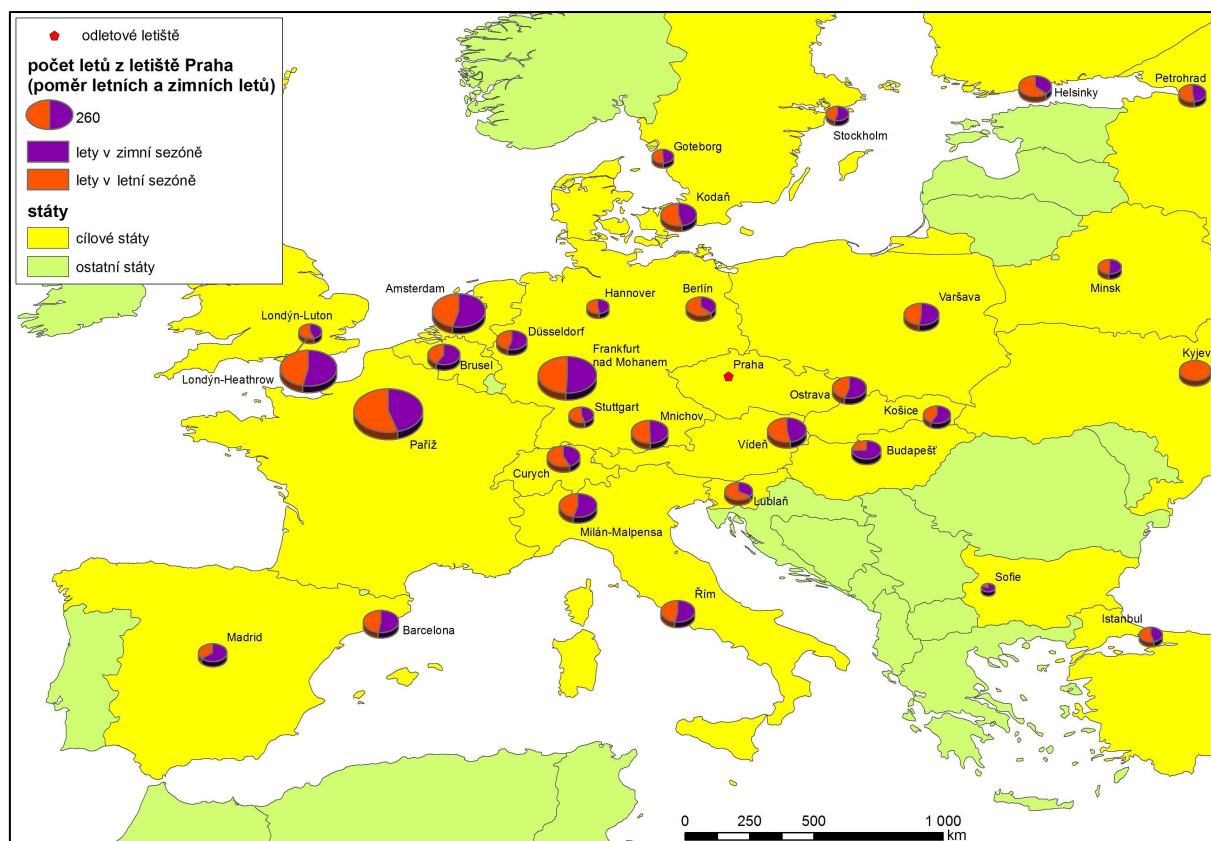 odletové letiště
počet letů z letiště Praha
(poměr letních a zimních letů)
260
lety v zimní sezóně
lety v letní sezóně
státy
cílové státy
ostatní státy
Helsinky
Petrohrad
Stockholm
Goteborg
Kodaň
Minsk
Amsterdam
Hannover
Berlín
Varšava
Londýn-Luton
Düsseldorf
Brusel
Frankfurt
nad Mohanem
Praha
Kyjev
Londýn-Heathrow
Ostrava
Košice
Stuttgart
Mnichov
Vídeň
Budapešť
Paříž
Curych
Lublaň
Milán-Malpensa
Sofie
Řím
Istanbul
Barcelona
Madrid
0 250 500 1 000
km